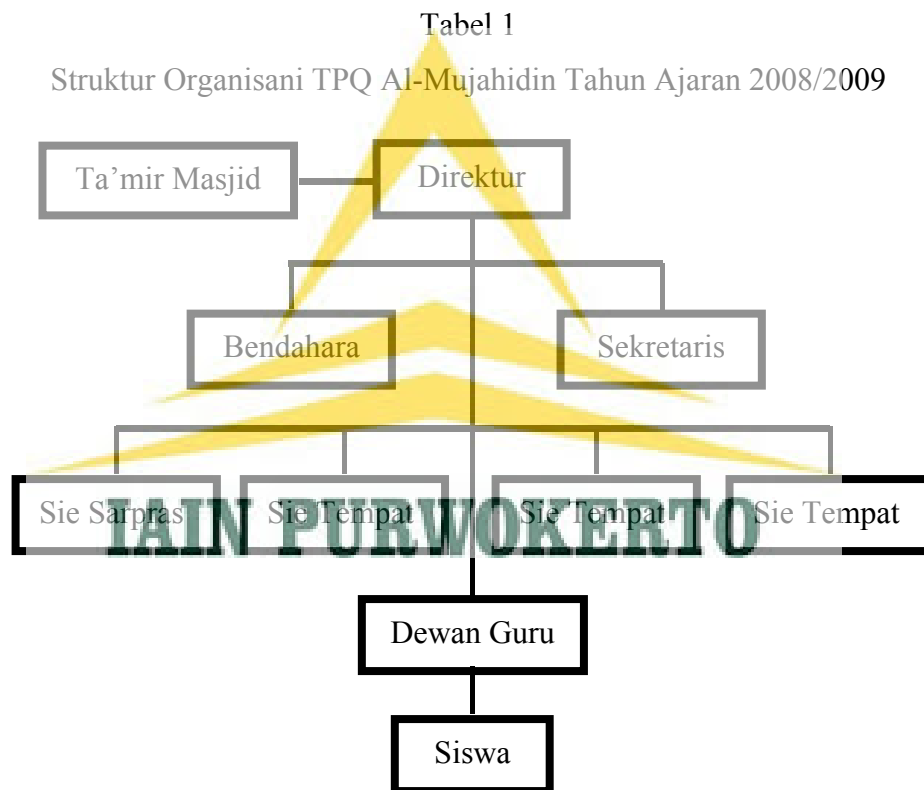 Tabel 1
Struktur Organisani TPQ Al-Mujahidin Tahun Ajaran 2008/2009
Ta’mir Masjid
Direktur
Bendahara
Sekretaris
Sie Sarpras
Sie Tempat
Sie Tempat
Sie Tempat
IAIN PURWOKERTO
Dewan Guru
Siswa